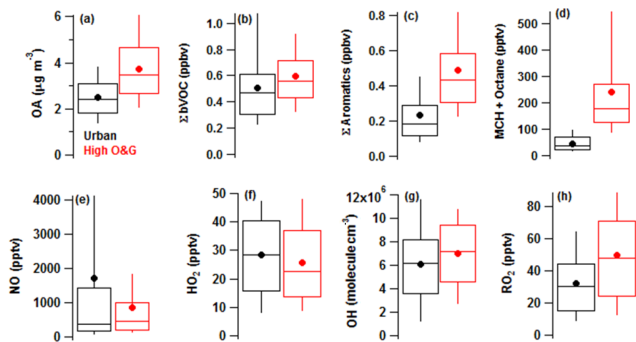 (a)
OA (µg m-3)
6
4
2
0
Urban
High O&G
(b)
ΣbVOC (ppbv)
1.0
0.8
0.6
0.4
0.2
0.0
(c)
ΣAromatics (ppbv)
0.8
0.6
0.4
0.2
0.0
(d)
MCH + Octane (pptv)
500
400
300
200
100
0
(e)
NO (pptv)
4000
3000
2000
1000
0
(f)
HO2 (pptv)
50
40
30
20
10
0
(g)
OH (molecule cm-3)
12x10^6
10
8
6
4
2
0
(h)
RO2 (pptv)
80
60
40
20
0